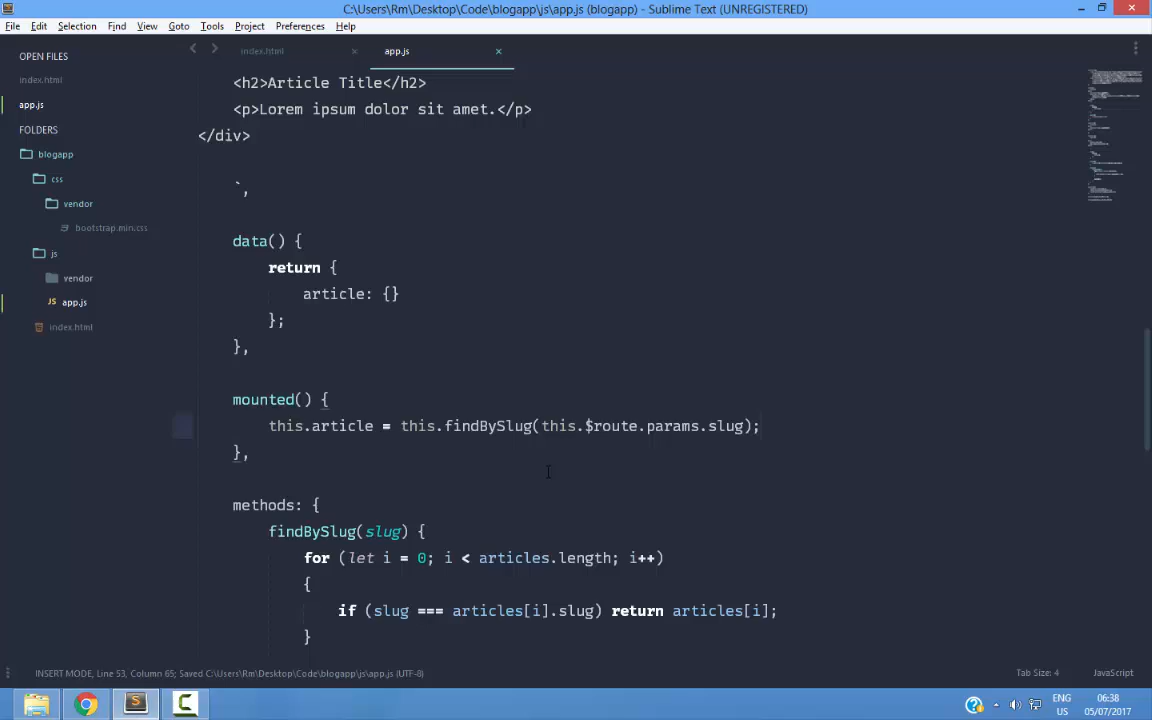 C:\Users\Rm\Desktop\Code\blogapp\js\app.js (blogapp) - Sublime Text (UNREGISTERED)
File Edit Selection Find View Goto Tools Project Preferences Help
OPEN FILES
index.html
app.js
FOLDERS
blogapp
css
vendor
bootstrap.min.css
js
vendor
JS app.js
index.html
index.html ×
app.js ×
<h2>Article Title</h2>
<p>Lorem ipsum dolor sit amet.</p>
</div>
`,
data() {
return {
article: {}
};
},
mounted() {
this.article = this.findBySlug(this.$route.params.slug);
},
methods: {
findBySlug(slug) {
for (let i = 0; i < articles.length; i++)
{
if (slug === articles[i].slug) return articles[i];
}
INSERT MODE, Line 53, Column 65; Saved C:\Users\Rm\Desktop\Code\blogapp\js\app.js (UTF-8)
Tab Size: 4
JavaScript
ENG
US
06:38
05/07/2017